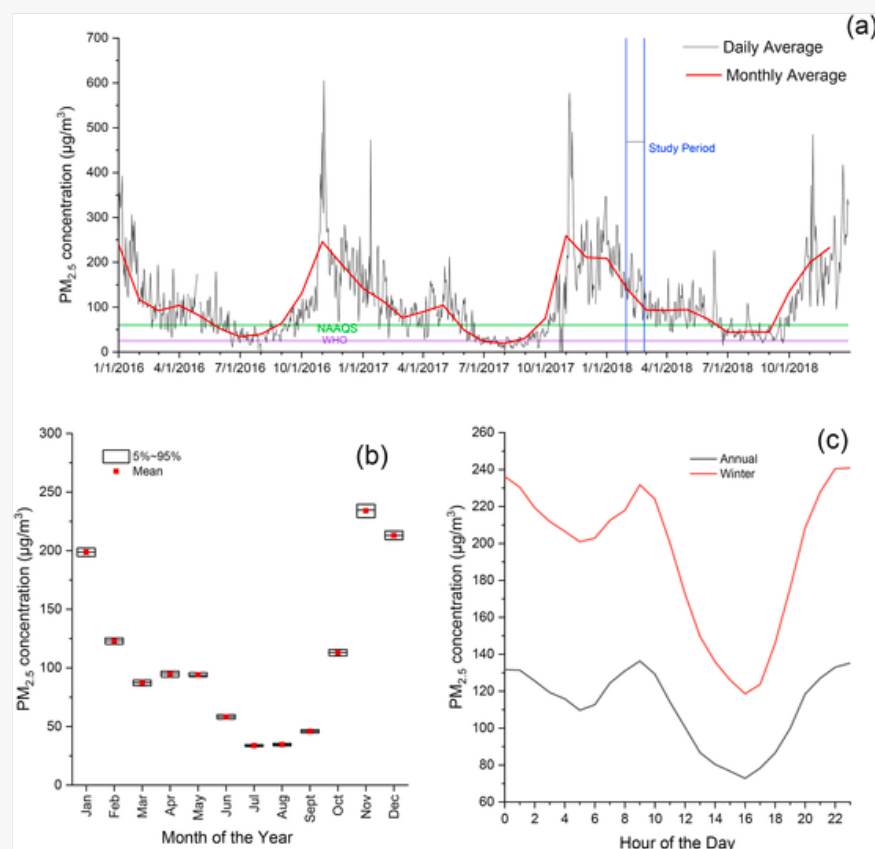 (a)
700
600
500
400
300
200
100
0
PM2.5 concentration (μg/m3)
Daily Average
Monthly Average
Study Period
NAAQS
WHO
1/1/2016 4/1/2016 7/1/2016 10/1/2016 1/1/2017 4/1/2017 7/1/2017 10/1/2017 1/1/2018 4/1/2018 7/1/2018 10/1/2018
(b)
300
250
200
150
100
50
0
PM2.5 concentration (μg/m3)
5%~95%
Mean
Jan Feb Mar Apr May Jun Jul Aug Sept Oct Nov Dec
Month of the Year
(c)
260
240
220
200
180
160
140
120
100
80
60
PM2.5 concentration (μg/m3)
Annual
Winter
0 2 4 6 8 10 12 14 16 18 20 22
Hour of the Day